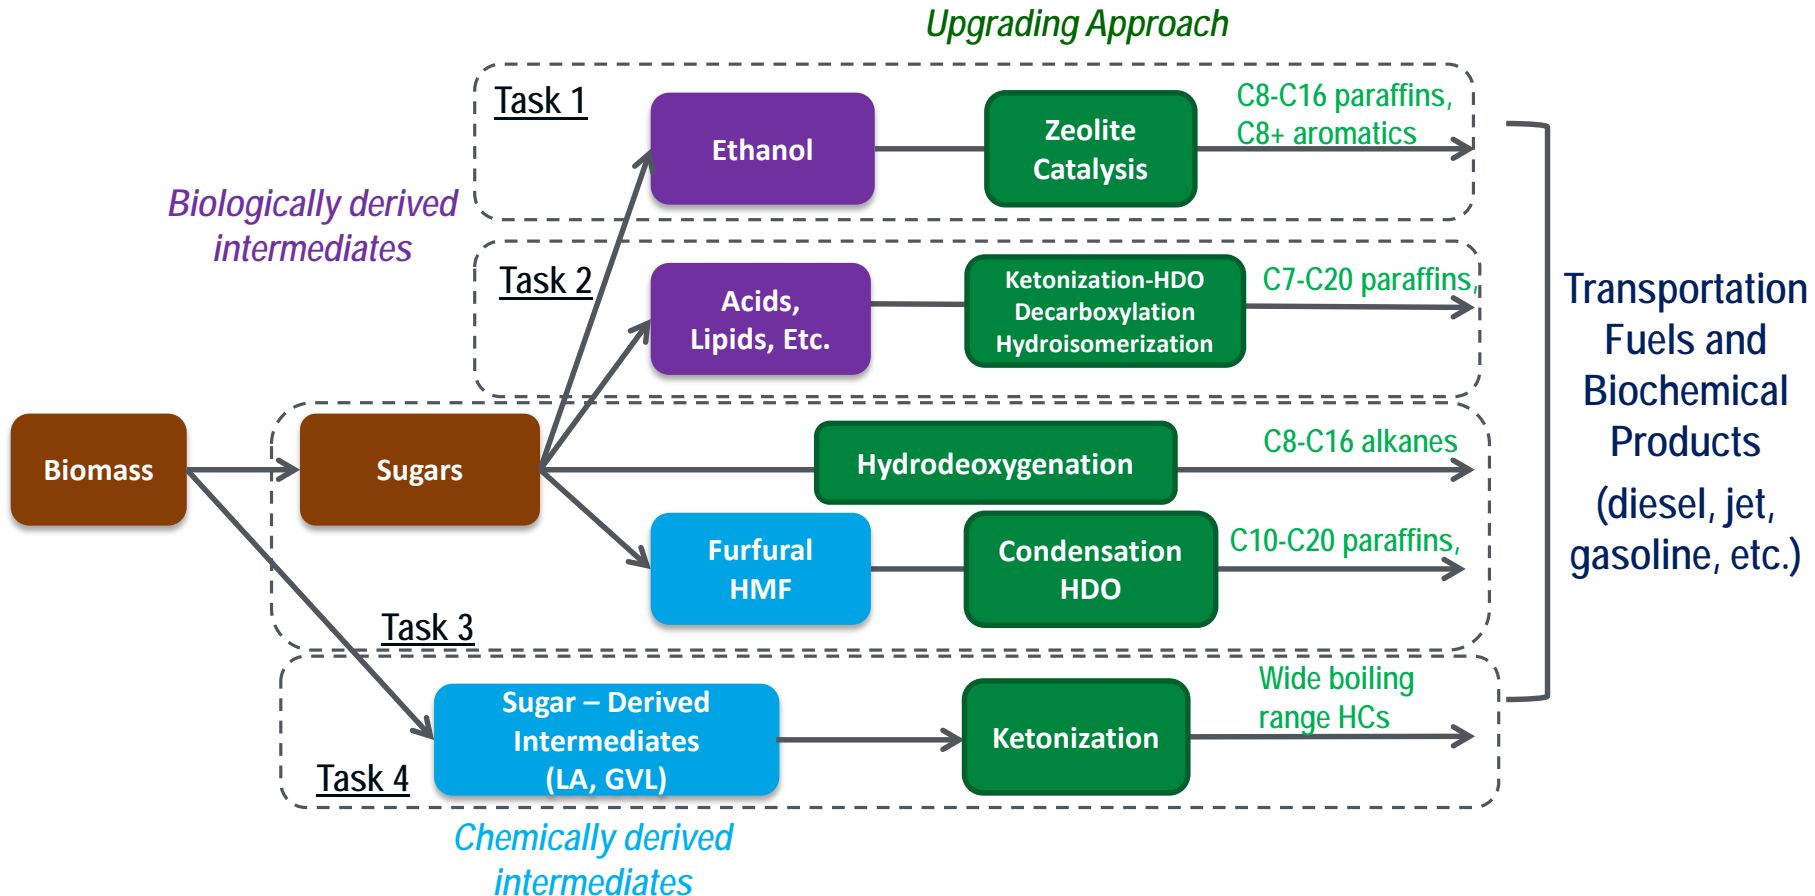 Upgrading Approach
Task 1
Ethanol
Zeolite
Catalysis
C8-C16 paraffins,
C8+ aromatics
Biologically derived
intermediates
Task 2
Acids,
Lipids, Etc.
Ketonization-HDO
Decarboxylation
Hydroisomerization
C7-C20 paraffins,
Biomass
Sugars
Hydrodeoxygenation
C8-C16 alkanes
Furfural
HMF
Condensation
HDO
C10-C20 paraffins,
Task 3
Sugar – Derived
Intermediates
(LA, GVL)
Ketonization
Wide boiling
range HCs
Task 4
Chemically derived
intermediates
Transportation
Fuels and
Biochemical
Products
(diesel, jet,
gasoline, etc.)